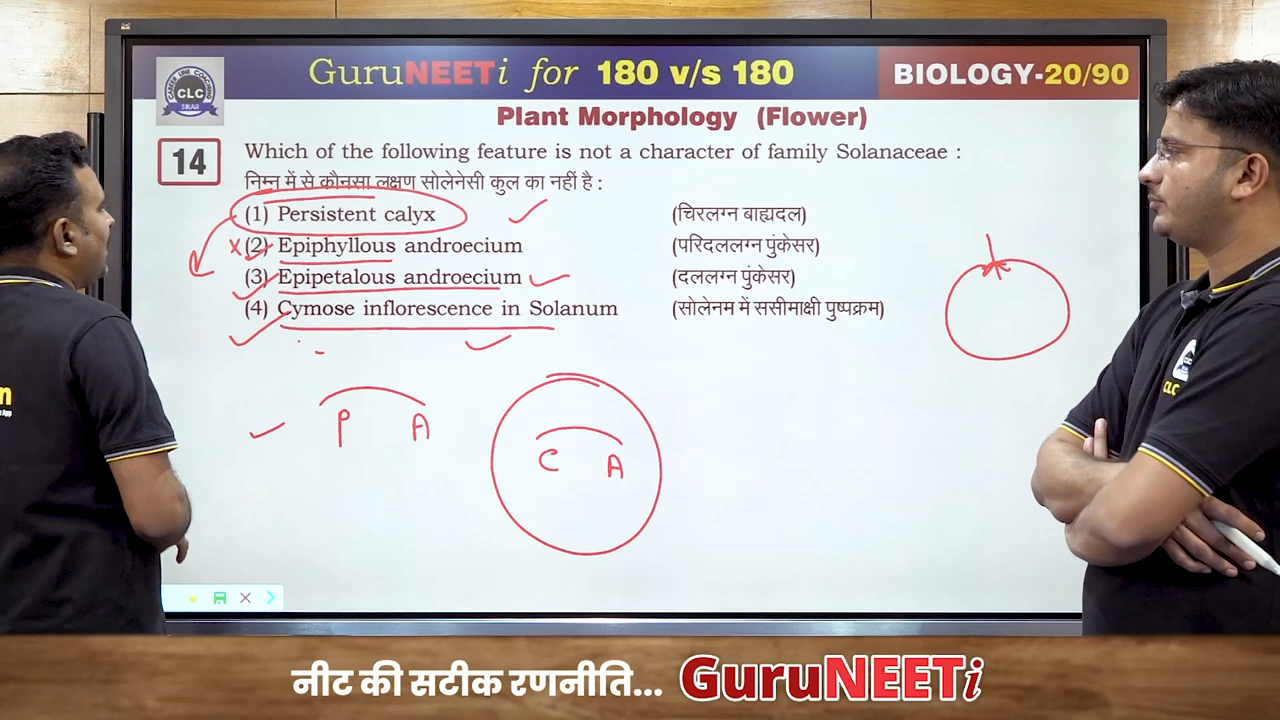 GuruNEETi for 180 v/s 180
BIOLOGY-20/90
CLC
SIKAR
Plant Morphology (Flower)
14
Which of the following feature is not a character of family Solanaceae :
निम्न में से कौनसा लक्षण सोलेनेसी कुल का नहीं है :
(1) Persistent calyx (चिरलग्न बाह्यदल)
(2) Epiphyllous androecium (परिदललग्न पुंकेसर)
(3) Epipetalous androecium (दललग्न पुंकेसर)
(4) Cymose inflorescence in Solanum (सोलेनम में ससीमाक्षी पुष्पक्रम)
P A
C A
CLC
नीट की सटीक रणनीति... GuruNEETi